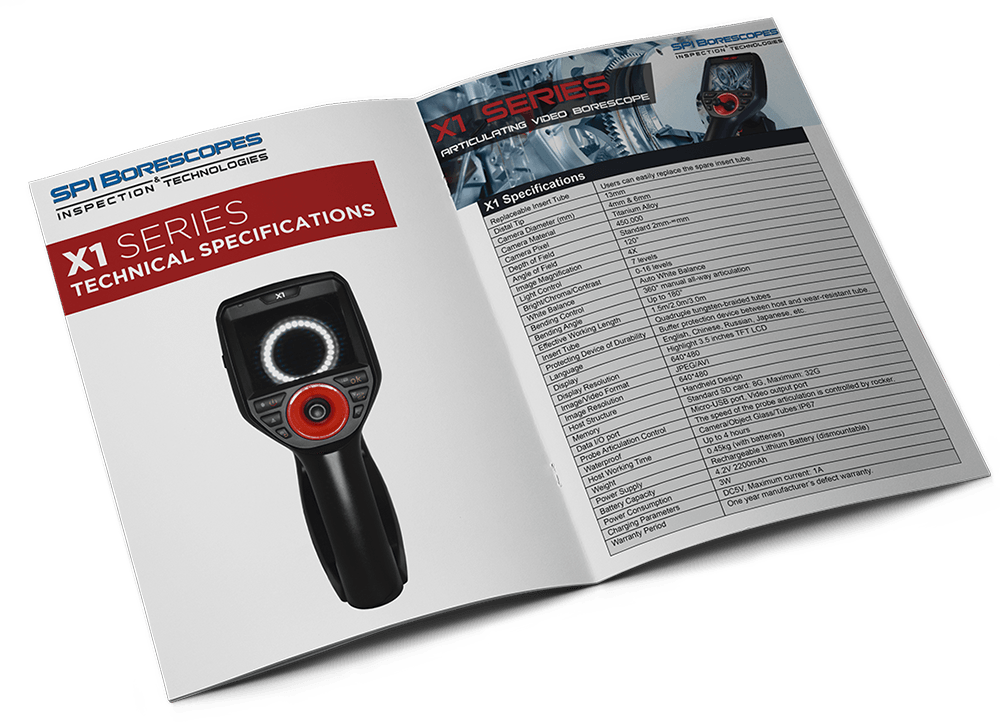 SPI BORESCOPES
INSPECTION & TECHNOLOGIES
X1 SERIES
TECHNICAL SPECIFICATIONS
X1
OK
SPI BORESCOPES
INSPECTION & TECHNOLOGIES
X1 SERIES
ARTICULATING VIDEO BORESCOPE
X1 Specifications
Replaceable Insert Tube Users can easily replace the spare insert tube.
Distal Tip 13mm
Camera Diameter (mm) 4mm & 6mm
Camera Material Titanium Alloy
Camera Pixel 450,000
Depth of Field Standard 2mm-∞mm
Angle of Field 120°
Image Magnification 4X
Light Control 7 levels
Bright/Chroma/Contrast 0-16 levels
White Balance Auto White Balance
Bending Control 360° manual all-way articulation
Bending Angle Up to 180°
Effective Working Length 1.5m/2.0m/3.0m
Insert Tube Quadruple tungsten-braided tubes
Protecting Device of Durability Buffer protection device between host and wear-resistant tube
Language English, Chinese, Russian, Japanese, etc.
Display Highlight 3.5 inches TFT LCD
Display Resolution 640*480
Image/Video Format JPEG/AVI
Image Resolution 640*480
Host Structure Handheld Design
Memory Standard SD card: 8G, Maximum: 32G
Data I/O port Micro-USB port, Video output port
Probe Articulation Control The speed of the probe articulation is controlled by rocker.
Waterproof Camera/Object Glass/Tubes:IP67
Host Working Time Up to 4 hours
Weight 0.45kg (with batteries)
Power Supply Rechargeable Lithium Battery (dismountable)
Battery Capacity 4.2V 2200mAh
Power Consumption 3W
Charging Parameters DC5V, Maximum current: 1A
Warranty Period One year manufacturer's defect warranty.